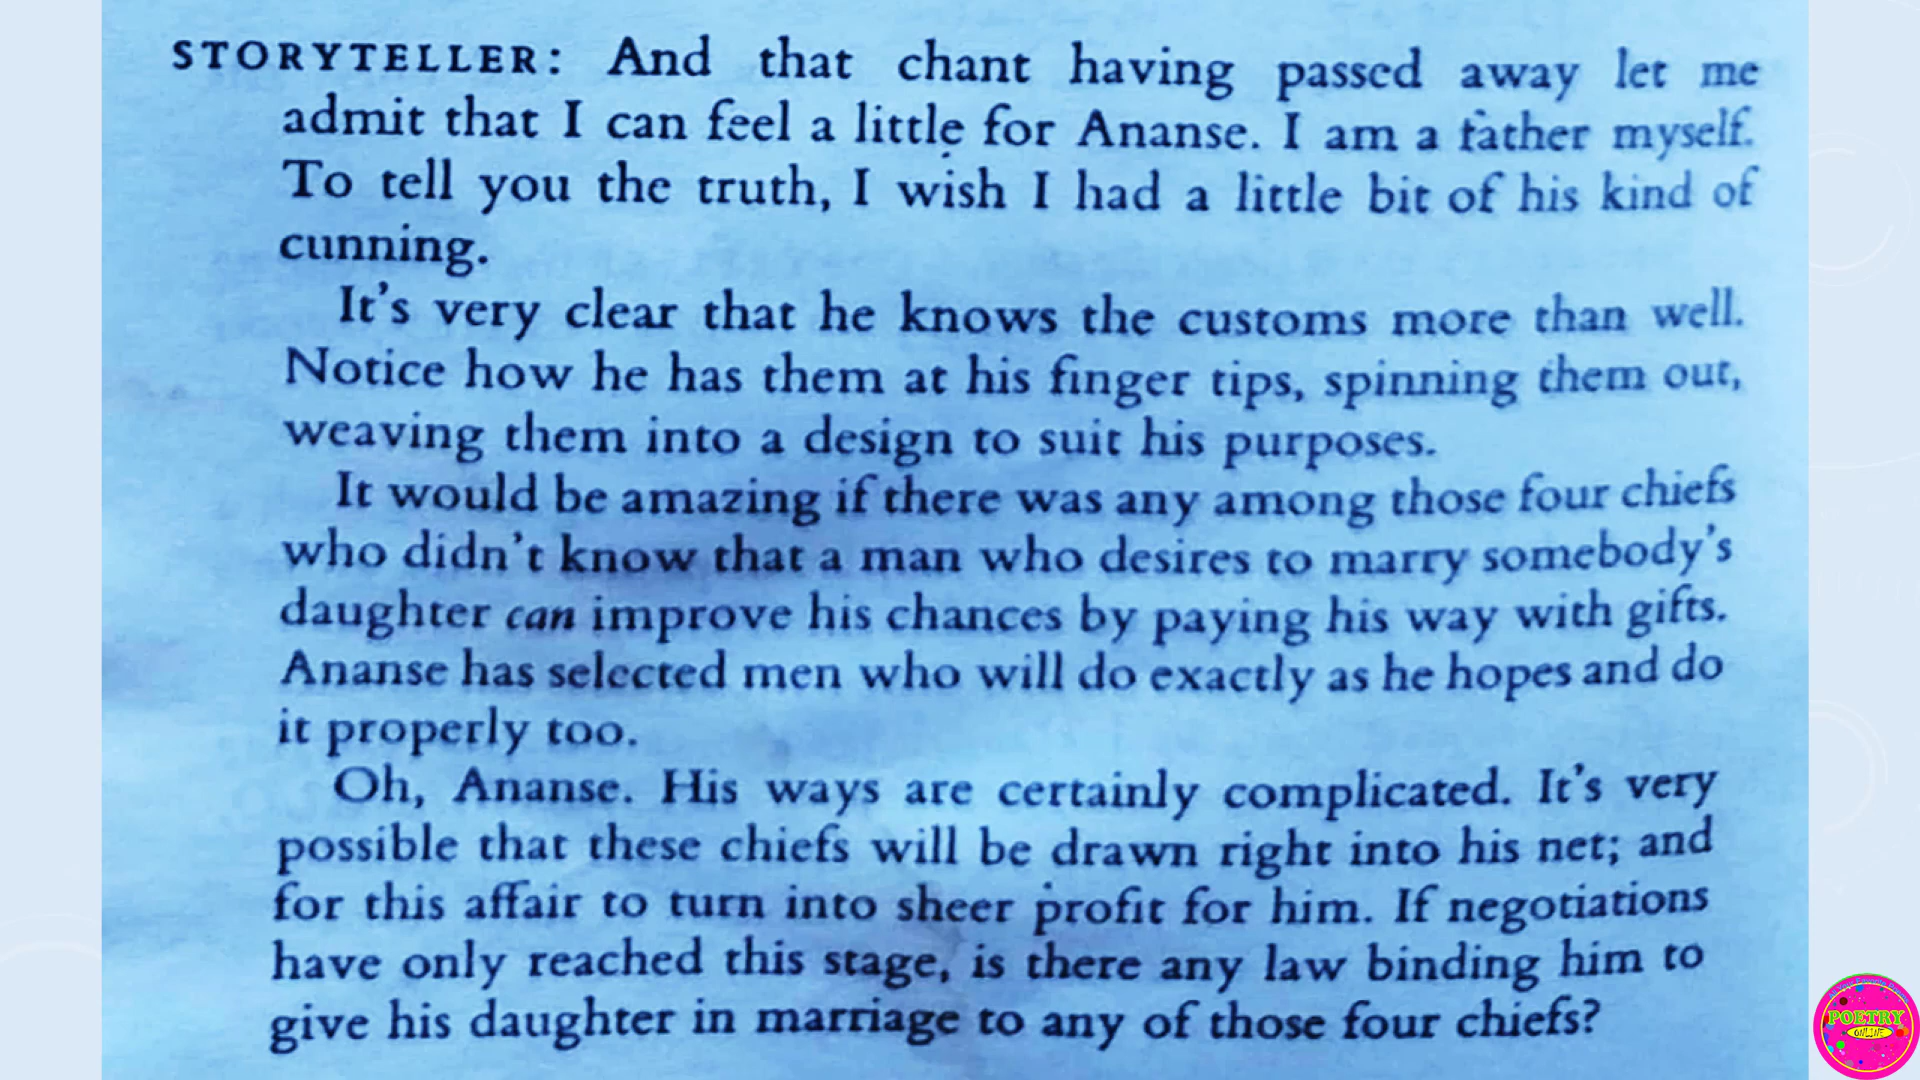 STORYTELLER: And that chant having passed away let me
admit that I can feel a little for Ananse. I am a father myself.
To tell you the truth, I wish I had a little bit of his kind of
cunning.
It's very clear that he knows the customs more than well.
Notice how he has them at his finger tips, spinning them out,
weaving them into a design to suit his purposes.
It would be amazing if there was any among those four chiefs
who didn't know that a man who desires to marry somebody's
daughter can improve his chances by paying his way with gifts.
Ananse has selected men who will do exactly as he hopes and do
it properly too.
Oh, Ananse. His ways are certainly complicated. It's very
possible that these chiefs will be drawn right into his net; and
for this affair to turn into sheer profit for him. If negotiations
have only reached this stage, is there any law binding him to
give his daughter in marriage to any of those four chiefs?
POETRY
ONLINE